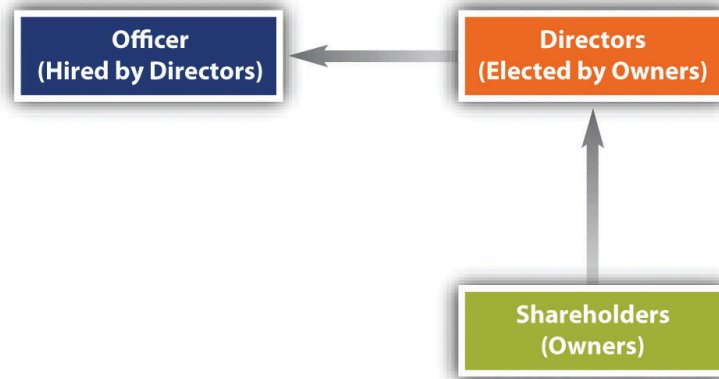 Officer
(Hired by Directors)
Directors
(Elected by Owners)
Shareholders
(Owners)